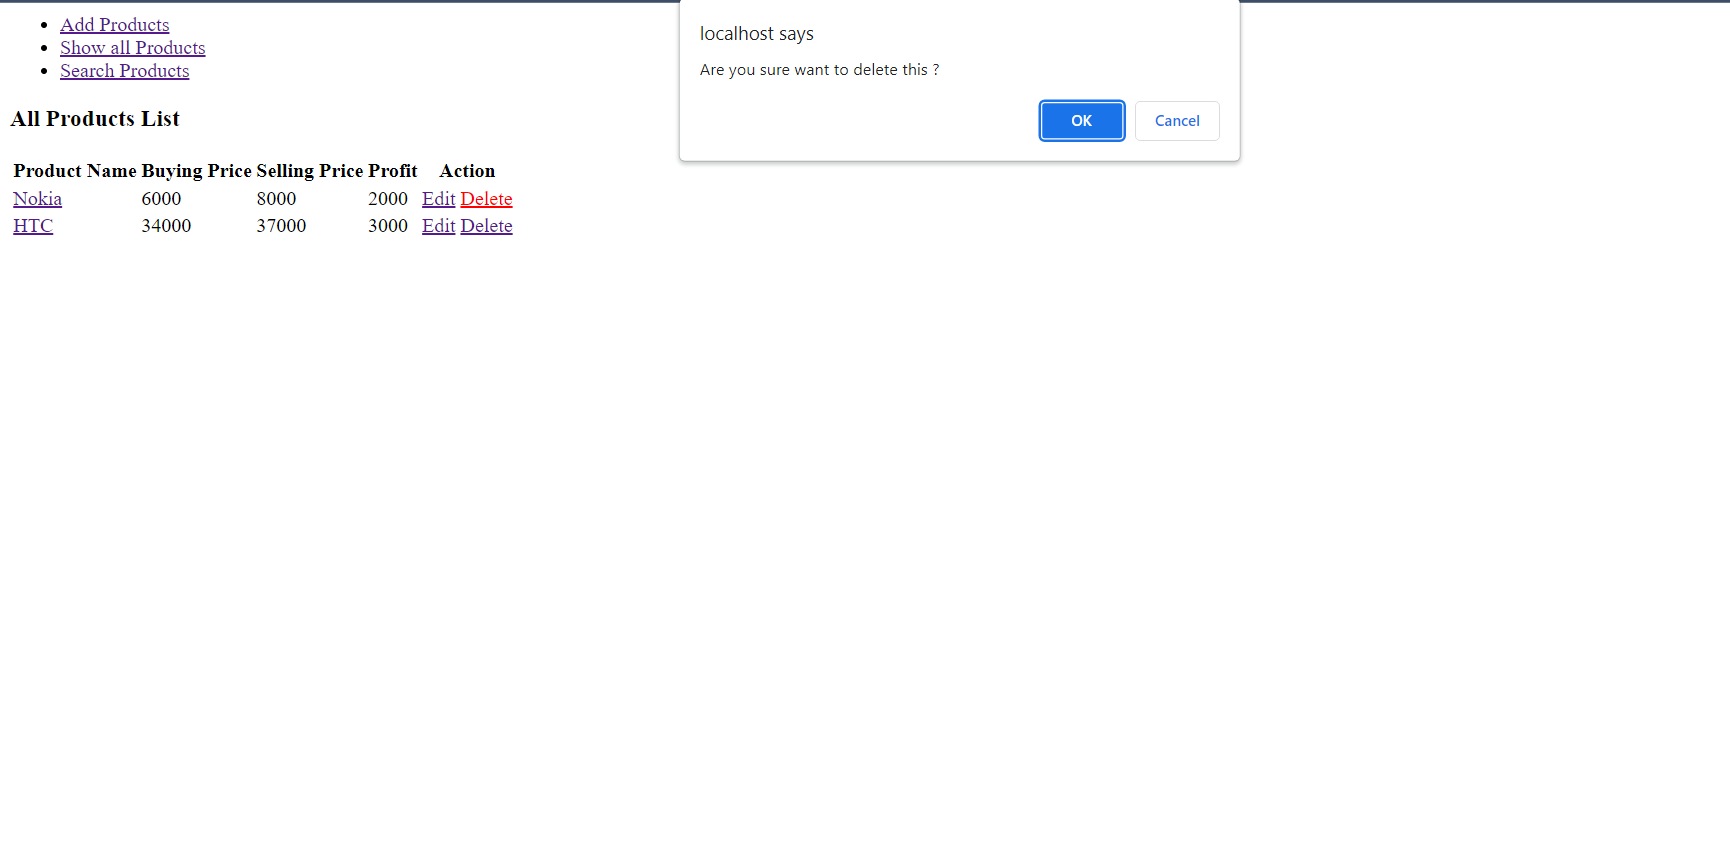 Add Products
Show all Products
Search Products
All Products List
Product Name Buying Price Selling Price Profit Action
Nokia 6000 8000 2000 Edit Delete
HTC 34000 37000 3000 Edit Delete
localhost says
Are you sure want to delete this ?
OK Cancel